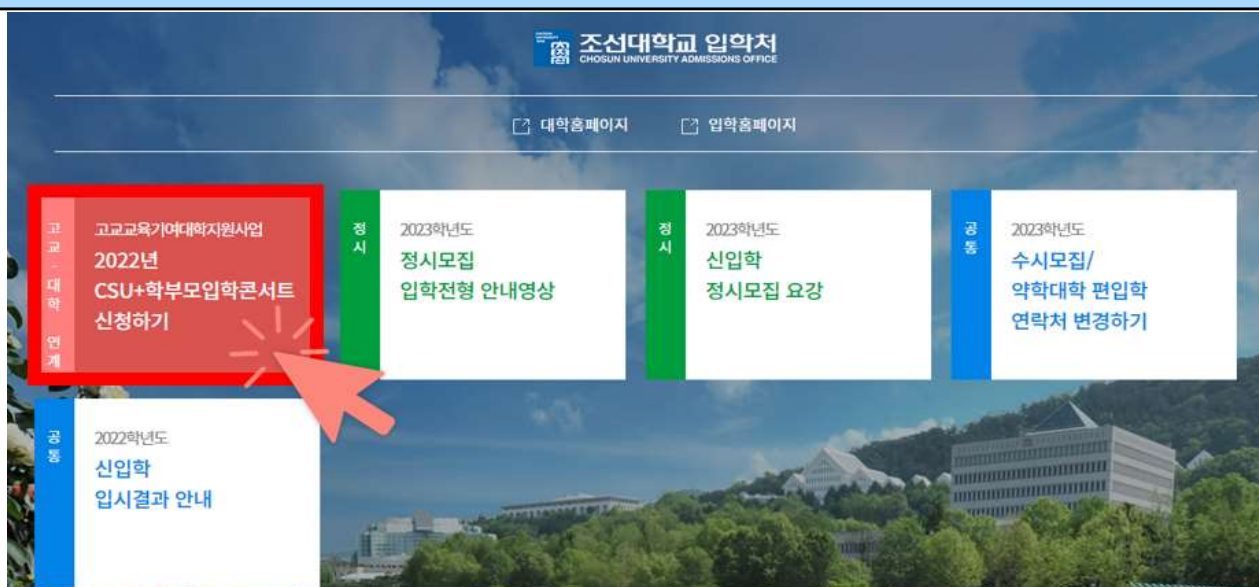 조선대학교 입학처
CHOSUN UNIVERSITY ADMISSIONS OFFICE
대학홈페이지
입학홈페이지
고교-대학 연계
고교교육기여대학지원사업
2022년
CSU+학부모입학콘서트
신청하기
정시
2023학년도
정시모집
입학전형 안내영상
정시
2023학년도
신입학
정시모집 요강
공통
2023학년도
수시모집/
약학대학 편입학
연락처 변경하기
공통
2022학년도
신입학
입시결과 안내